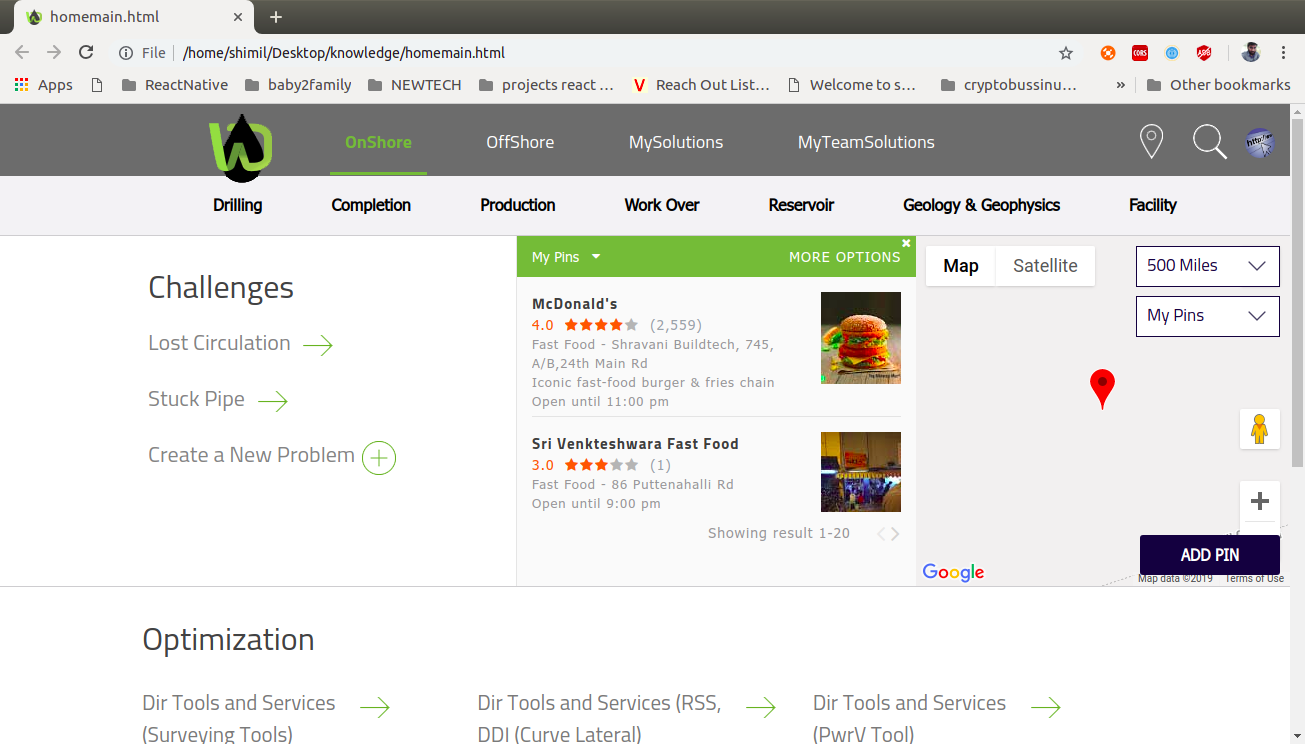 homemain.html
File
/home/shimil/Desktop/knowledge/homemain.html
CORS
ABP
Apps
ReactNative
baby2family
NEWTECH
projects react ...
Reach Out List...
Welcome to s...
cryptobussinu...
»
Other bookmarks
OnShore
OffShore
MySolutions
MyTeamSolutions
http://
Drilling
Completion
Production
Work Over
Reservoir
Geology & Geophysics
Facility
Challenges
Lost Circulation
Stuck Pipe
Create a New Problem
My Pins
MORE OPTIONS
McDonald's
4.0 (2,559)
Fast Food - Shravani Buildtech, 745,
A/B,24th Main Rd
Iconic fast-food burger & fries chain
Open until 11:00 pm
Sri Venkteshwara Fast Food
3.0 (1)
Fast Food - 86 Puttenahalli Rd
Open until 9:00 pm
Showing result 1-20
Map
Satellite
500 Miles
My Pins
ADD PIN
Google
Map data ©2019
Terms of Use
Optimization
Dir Tools and Services
(Surveying Tools)
Dir Tools and Services (RSS,
DDI (Curve Lateral)
Dir Tools and Services
(PwrV Tool)